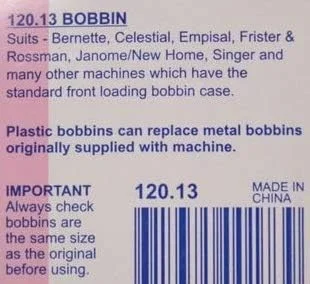 120.13 BOBBIN
Suits - Bernette, Celestial, Empisal, Frister &
Rossman, Janome/New Home, Singer and
many other machines which have the
standard front loading bobbin case.
Plastic bobbins can replace metal bobbins
originally supplied with machine.
IMPORTANT
Always check
bobbins are
the same size
as the original
before using.
120.13
MADE IN
CHINA